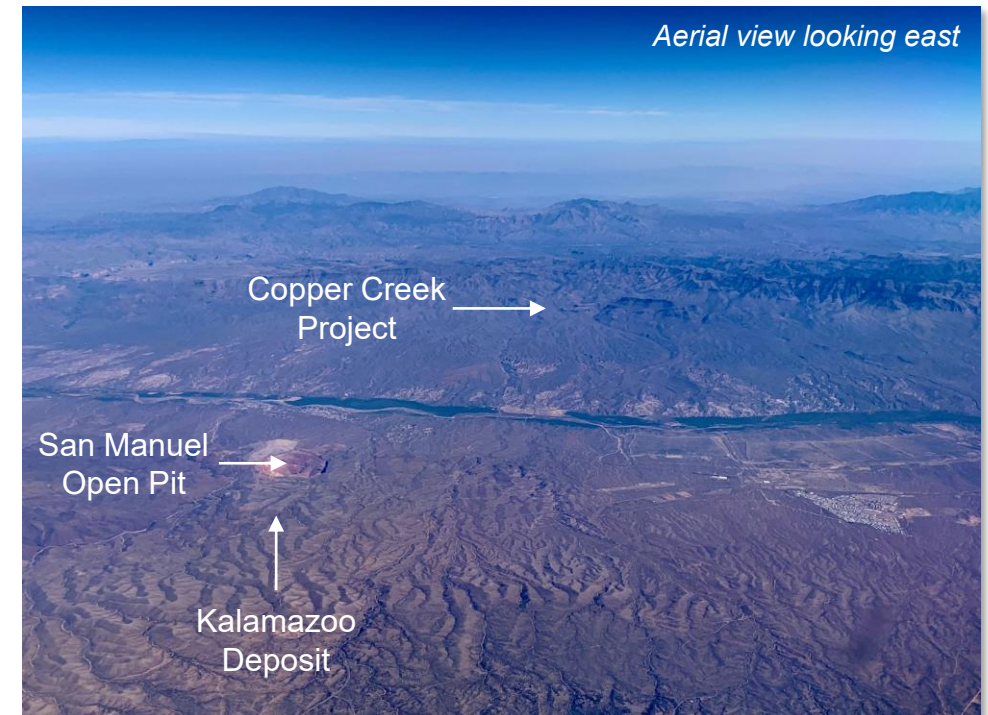 Aerial view looking east
Copper Creek
Project
San Manuel
Open Pit
Kalamazoo
Deposit